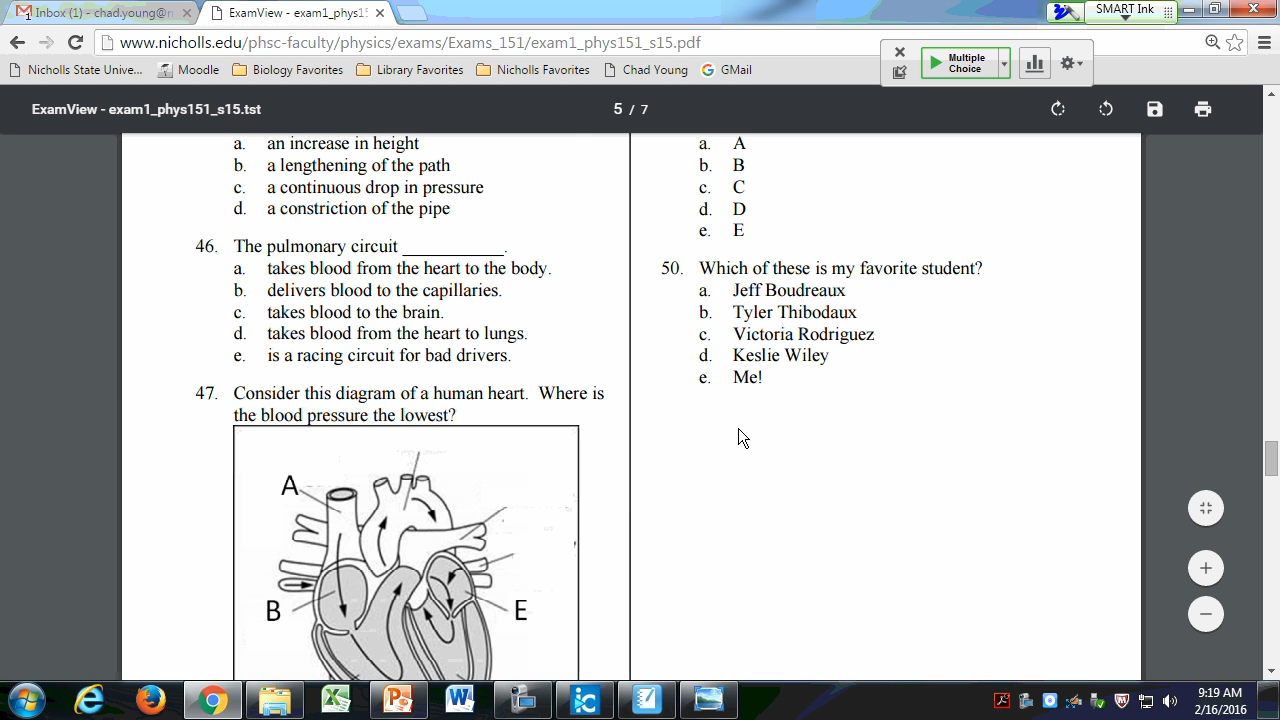 Inbox (1) - chad.young@n
ExamView - exam1_phys15
SMART Ink
www.nicholls.edu/phsc-faculty/physics/exams/Exams_151/exam1_phys151_s15.pdf
Multiple
Choice
Nicholls State Unive...
Moodle
Biology Favorites
Library Favorites
Nicholls Favorites
Chad Young
GMail
ExamView - exam1_phys151_s15.tst
5 / 7
a. an increase in height
b. a lengthening of the path
c. a continuous drop in pressure
d. a constriction of the pipe
46. The pulmonary circuit ___________.
a. takes blood from the heart to the body.
b. delivers blood to the capillaries.
c. takes blood to the brain.
d. takes blood from the heart to lungs.
e. is a racing circuit for bad drivers.
47. Consider this diagram of a human heart. Where is
the blood pressure the lowest?
A
B
E
a. A
b. B
c. C
d. D
e. E
50. Which of these is my favorite student?
a. Jeff Boudreaux
b. Tyler Thibodaux
c. Victoria Rodriguez
d. Keslie Wiley
e. Me!
9:19 AM
2/16/2016